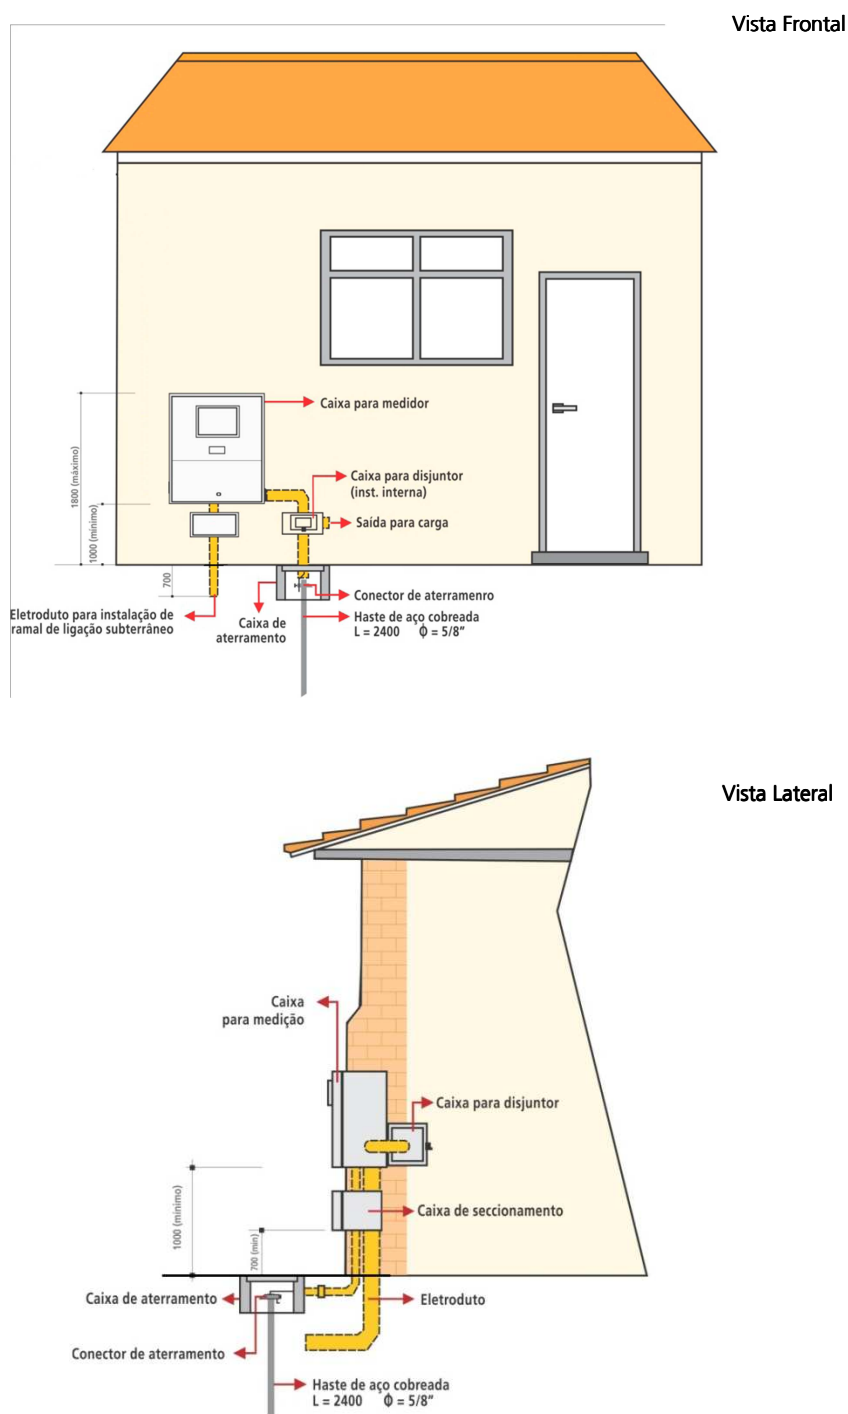 Vista Frontal
Caixa para medidor
1800 (máximo)
1000 (mínimo)
Caixa para disjuntor
(inst. interna)
Saída para carga
700
Eletroduto para instalação de
ramal de ligação subterrâneo
Caixa de
aterramento
Conector de aterramenro
Haste de aço cobreada
L = 2400 ϕ = 5/8”
Vista Lateral
Caixa
para medição
Caixa para disjuntor
1000 (mínimo)
700 (min)
Caixa de seccionamento
Caixa de aterramento
Eletroduto
Conector de aterramento
Haste de aço cobreada
L = 2400 ϕ = 5/8”